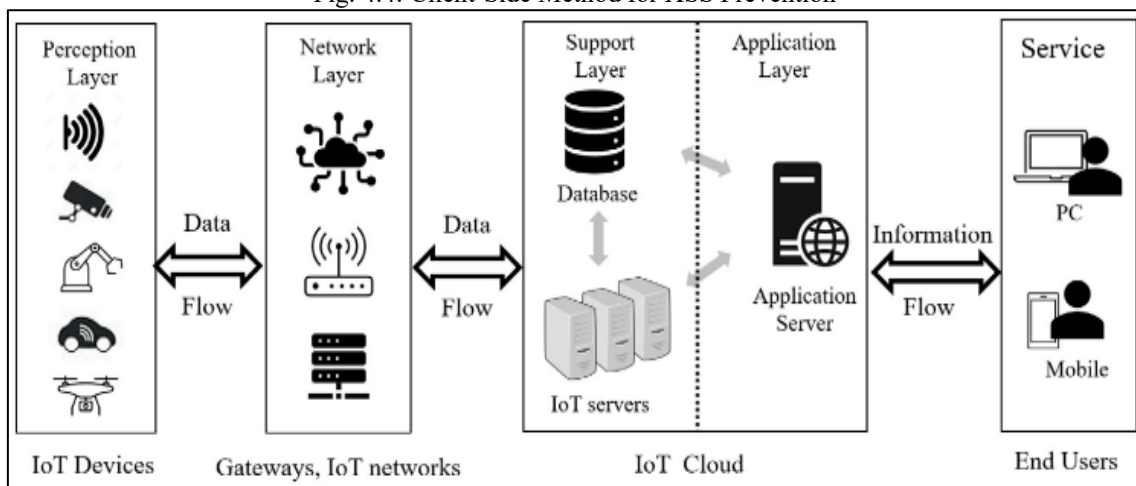 Fig. 4.4. Client-Side Method for XSS Prevention
Perception
Layer
IoT Devices
Data
Flow
Network
Layer
Gateways, IoT networks
Data
Flow
Support
Layer
Database
IoT servers
Application
Layer
Application
Server
IoT Cloud
Information
Flow
Service
PC
Mobile
End Users